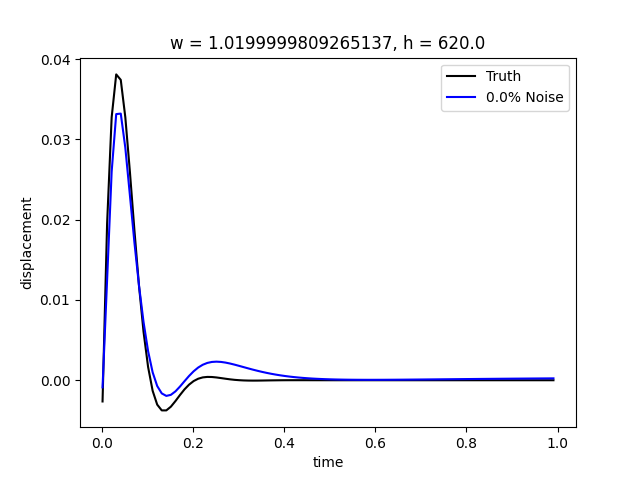 w = 1.0199999809265137, h = 620.0
0.04
0.03
0.02
0.01
0.00
displacement
Truth
0.0% Noise
0.0 0.2 0.4 0.6 0.8 1.0
time